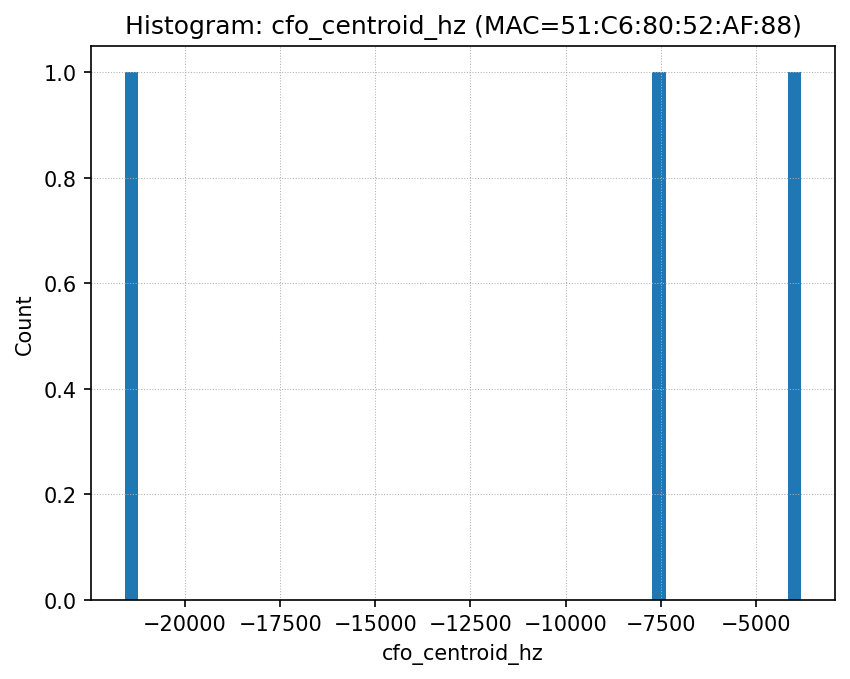 Histogram: cfo_centroid_hz (MAC=51:C6:80:52:AF:88)
1.0
0.8
0.6
0.4
0.2
0.0
Count
−20000 −17500 −15000 −12500 −10000 −7500 −5000
cfo_centroid_hz